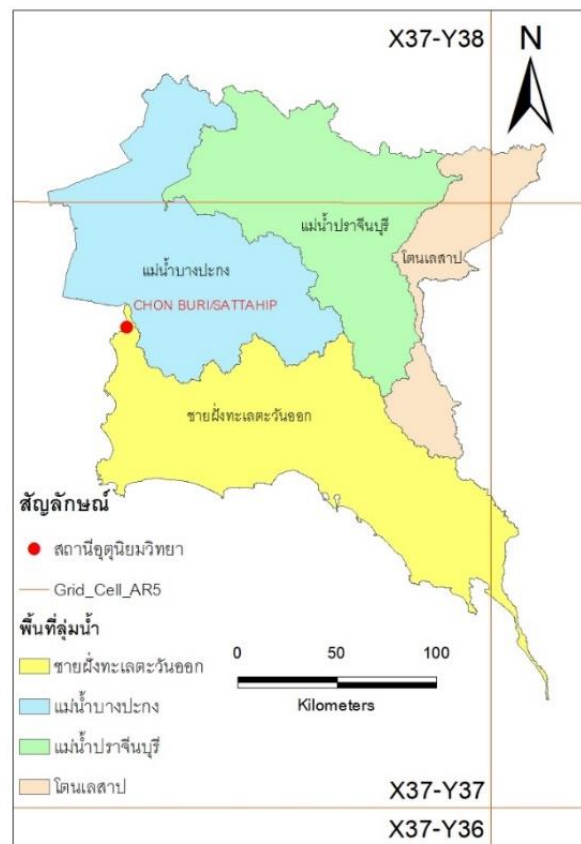 X37-Y38
N
แม่น้ำปราจีนบุรี
โตนเลสาป
แม่น้ำบางปะกง
CHON BURI/SATTAHIP
ชายฝั่งทะเลตะวันออก
สัญลักษณ์
สถานีอุตุนิยมวิทยา
Grid_Cell_AR5
พื้นที่ลุ่มน้ำ
ชายฝั่งทะเลตะวันออก
แม่น้ำบางปะกง
แม่น้ำปราจีนบุรี
โตนเลสาป
0 50 100
Kilometers
X37-Y37
X37-Y36